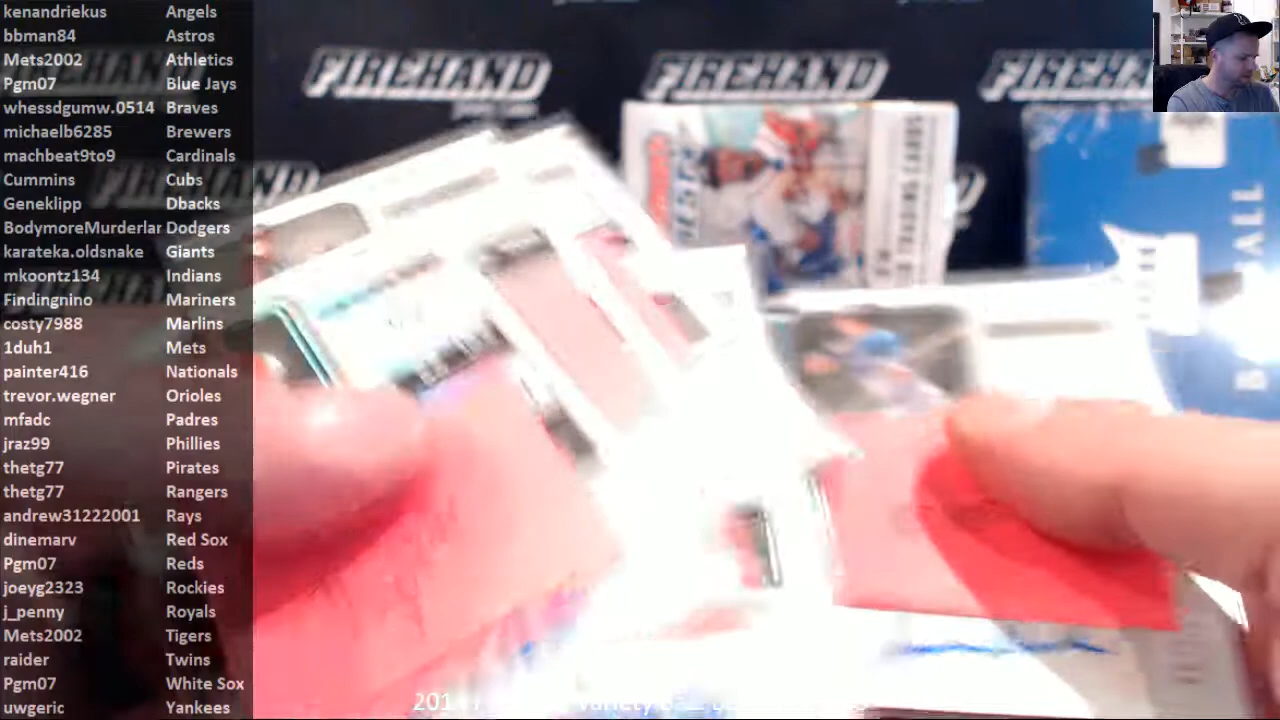 kenandriekus Angels
bbman84 Astros
Mets2002 Athletics
Pgm07 Blue Jays
whessdgumw.0514 Braves
michaelb6285 Brewers
machbeat9to9 Cardinals
Cummins Cubs
Geneklipp Dbacks
BodymoreMurderlar Dodgers
karateka.oldsnake Giants
mkoontz134 Indians
Findingnino Mariners
costy7988 Marlins
1duh1 Mets
painter416 Nationals
trevor.wegner Orioles
mfadc Padres
jraz99 Phillies
thetg77 Pirates
thetg77 Rangers
andrew31222001 Rays
dinemarv Red Sox
Pgm07 Reds
joeyg2323 Rockies
j_penny Royals
Mets2002 Tigers
raider Twins
Pgm07 White Sox
uwgeric Yankees
FIREHAND FIREHAND FIREHAND
TRADING CARDS
Variety